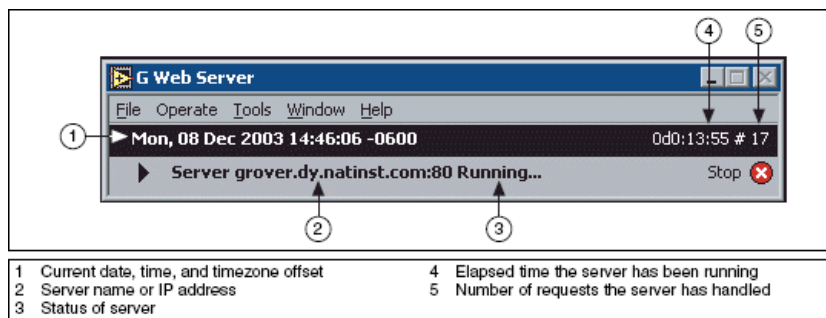 4 5
G Web Server
File Operate Tools Window Help
1 Mon, 08 Dec 2003 14:46:06 -0600 0d0:13:55 # 17
Server grover.dy.natinst.com:80 Running... Stop
2 3
1 Current date, time, and timezone offset
2 Server name or IP address
3 Status of server
4 Elapsed time the server has been running
5 Number of requests the server has handled